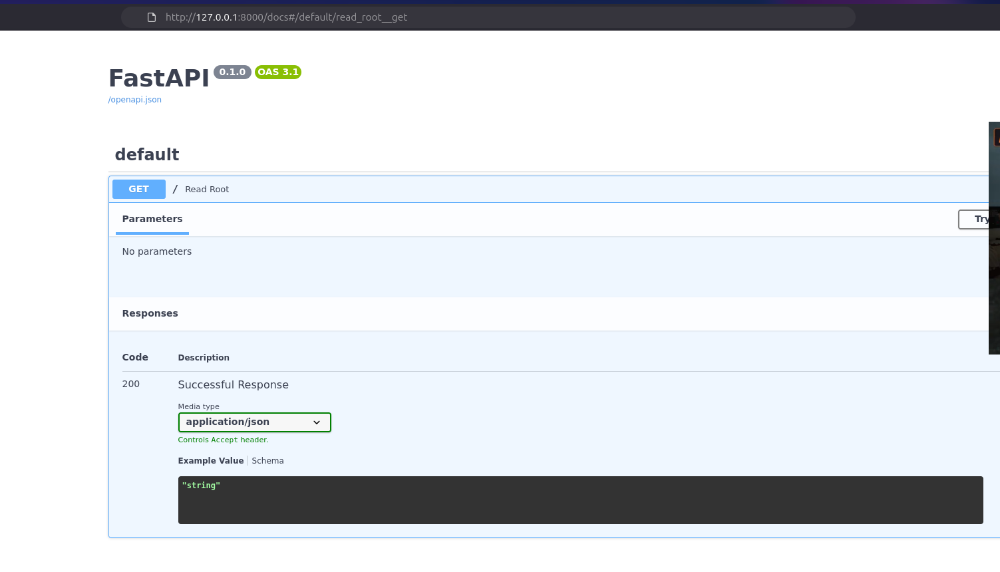 http://127.0.0.1:8000/docs#/default/read_root__get
FastAPI 0.1.0 OAS 3.1
/openapi.json
default
GET / Read Root
Parameters
Try
No parameters
Responses
Code Description
200 Successful Response
Media type
application/json
Controls Accept header.
Example Value Schema
"string"